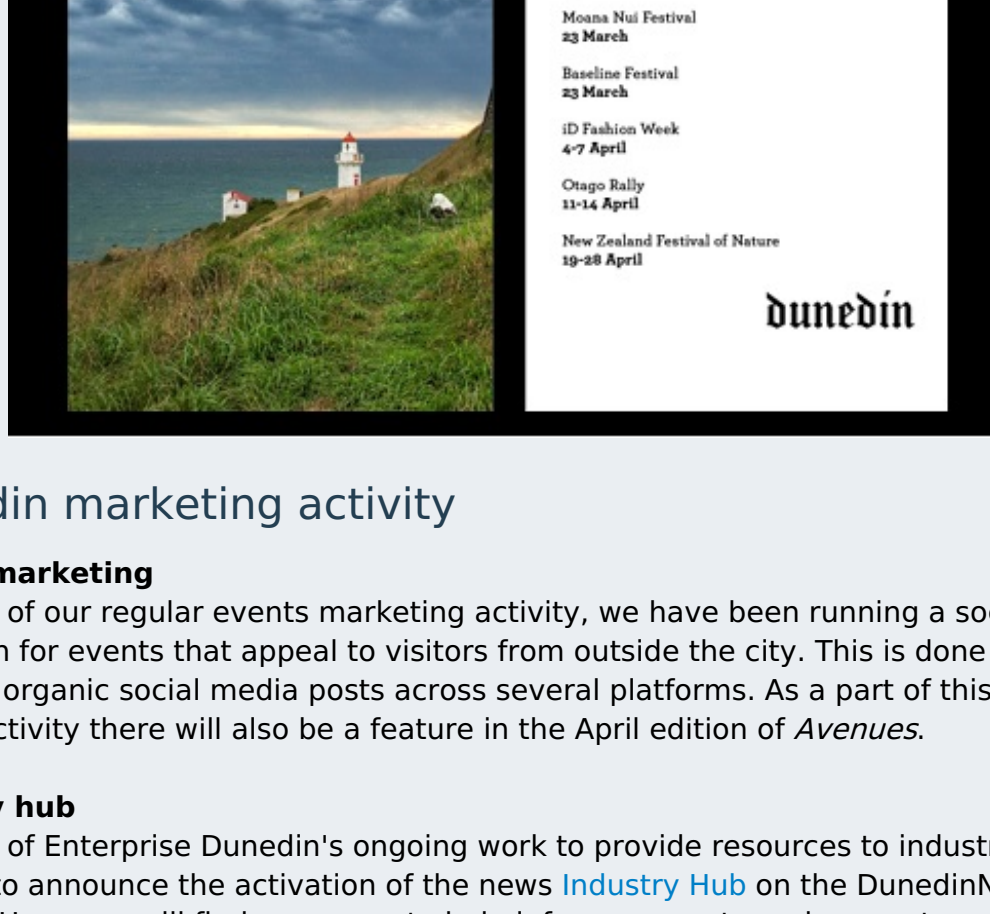 Moana Nui Festival
23 March
Baseline Festival
23 March
iD Fashion Week
4-7 April
Otago Rally
11-14 April
New Zealand Festival of Nature
19-28 April
dunedin
din marketing activity
marketing
of our regular events marketing activity, we have been running a so
for events that appeal to visitors from outside the city. This is done
organic social media posts across several platforms. As a part of this
ctivity there will also be a feature in the April edition of Avenues.
y hub
of Enterprise Dunedin's ongoing work to provide resources to industr
to announce the activation of the news Industry Hub on the DunedinN